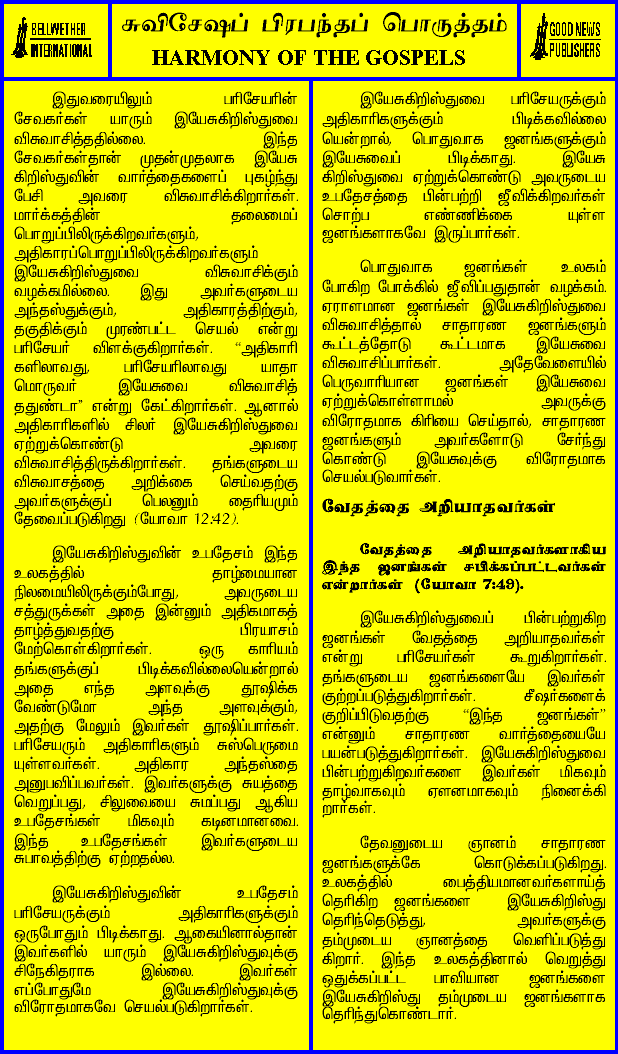 BELLWETHER
INTERNATIONAL
சுவிசேஷப் பிரபந்தப் பொருத்தம்
HARMONY OF THE GOSPELS
GOOD NEWS
PUBLISHERS
இதுவரையிலும் பரிசேயரின்
சேவகர்கள் யாரும் இயேசுகிறிஸ்துவை
விசுவாசித்ததில்லை. இந்த
சேவகர்கள்தான் முதன்முதலாக இயேசு
கிறிஸ்துவின் வார்த்தைகளைப் புகழ்ந்து
பேசி அவரை விசுவாசிக்கிறார்கள்.
மார்க்கத்தின் தலைமைப்
பொறுப்பிலிருக்கிறவர்களும்,
அதிகாரப்பொறுப்பிலிருக்கிறவர்களும்
இயேசுகிறிஸ்துவை விசுவாசிக்கும்
வழக்கமில்லை. இது அவர்களுடைய
அந்தஸ்துக்கும், அதிகாரத்திற்கும்,
தகுதிக்கும் முரண்பட்ட செயல் என்று
பரிசேயர் விளக்குகிறார்கள். “அதிகாரி
களிலாவது, பரிசேயரிலாவது யாதா
மொருவர் இயேசுவை விசுவாசித்
ததுண்டா” என்று கேட்கிறார்கள். ஆனால்
அதிகாரிகளில் சிலர் இயேசுகிறிஸ்துவை
ஏற்றுக்கொண்டு அவரை
விசுவாசித்திருக்கிறார்கள். தங்களுடைய
விசுவாசத்தை அறிக்கை செய்வதற்கு
அவர்களுக்குப் பெலனும் தைரியமும்
தேவைப்படுகிறது (யோவா 12:42).
இயேசுகிறிஸ்துவின் உபதேசம் இந்த
உலகத்தில் தாழ்மையான
நிலமையிலிருக்கும்போது, அவருடைய
சத்துருக்கள் அதை இன்னும் அதிகமாகத்
தாழ்த்துவதற்கு பிரயாசம்
மேற்கொள்கிறார்கள். ஒரு காரியம்
தங்களுக்குப் பிடிக்கவில்லையென்றால்
அதை எந்த அளவுக்கு தூஷிக்க
வேண்டுமோ அந்த அளவுக்கும்,
அதற்கு மேலும் இவர்கள் தூஷிப்பார்கள்.
பரிசேயரும் அதிகாரிகளும் சுஸ்பெருமை
யுள்ளவர்கள். அதிகார அந்தஸ்தை
அனுபவிப்பவர்கள். இவர்களுக்கு சுயத்தை
வெறுப்பது, சிலுவையை சுமப்பது ஆகிய
உபதேசங்கள் மிகவும் கடினமானவை.
இந்த உபதேசங்கள் இவர்களுடைய
சுபாவத்திற்கு ஏற்றதல்ல.
இயேசுகிறிஸ்துவின் உபதேசம்
பரிசேயருக்கும் அதிகாரிகளுக்கும்
ஒருபோதும் பிடிக்காது. ஆகையினால்தான்
இவர்களில் யாரும் இயேசுகிறிஸ்துவுக்கு
சிநேகிதராக இல்லை. இவர்கள்
எப்போதுமே இயேசுகிறிஸ்துவுக்கு
விரோதமாகவே செயல்படுகிறார்கள்.
இயேசுகிறிஸ்துவை பரிசேயருக்கும்
அதிகாரிகளுக்கும் பிடிக்கவில்லை
யென்றால், பொதுவாக ஜனங்களுக்கும்
இயேசுவைப் பிடிக்காது. இயேசு
கிறிஸ்துவை ஏற்றுக்கொண்டு அவருடைய
உபதேசத்தை பின்பற்றி ஜீவிக்கிறவர்கள்
சொற்ப எண்ணிக்கை யுள்ள
ஜனங்களாகவே இருப்பார்கள்.
பொதுவாக ஜனங்கள் உலகம்
போகிற போக்கில் ஜீவிப்பதுதான் வழக்கம்.
ஏராளமான ஜனங்கள் இயேசுகிறிஸ்துவை
விசுவாசித்தால் சாதாரண ஜனங்களும்
கூட்டத்தோடு கூட்டமாக இயேசுவை
விசுவாசிப்பார்கள். அதேவேளையில்
பெருவாரியான ஜனங்கள் இயேசுவை
ஏற்றுக்கொள்ளாமல் அவருக்கு
விரோதமாக கிரியை செய்தால், சாதாரண
ஜனங்களும் அவர்களோடு சேர்ந்து
கொண்டு இயேசுவுக்கு விரோதமாக
செயல்படுவார்கள்.
வேதத்தை அறியாதவர்கள்
வேதத்தை அறியாதவர்களாகிய
இந்த ஜனங்கள் சபிக்கப்பட்டவர்கள்
என்றார்கள் (யோவா 7:49).
இயேசுகிறிஸ்துவைப் பின்பற்றுகிற
ஜனங்கள் வேதத்தை அறியாதவர்கள்
என்று பரிசேயர்கள் கூறுகிறார்கள்.
தங்களுடைய ஜனங்களையே இவர்கள்
குற்றப்படுத்துகிறார்கள். சீஷர்களைக்
குறிப்பிடுவதற்கு “இந்த ஜனங்கள்”
என்னும் சாதாரண வார்த்தையையே
பயன்படுத்துகிறார்கள். இயேசுகிறிஸ்துவை
பின்பற்றுகிறவர்களை இவர்கள் மிகவும்
தாழ்வாகவும் ஏளனமாகவும் நினைக்கி
றார்கள்.
தேவனுடைய ஞானம் சாதாரண
ஜனங்களுக்கே கொடுக்கப்படுகிறது.
உலகத்தில் பைத்தியமானவர்களாய்த்
தெரிகிற ஜனங்களை இயேசுகிறிஸ்து
தெரிந்தெடுத்து, அவர்களுக்கு
தம்முடைய ஞானத்தை வெளிப்படுத்து
கிறார். இந்த உலகத்தினால் வெறுத்து
ஒதுக்கப்பட்ட பாவியான ஜனங்களை
இயேசுகிறிஸ்து தம்முடைய ஜனங்களாக
தெரிந்துகொண்டார்.